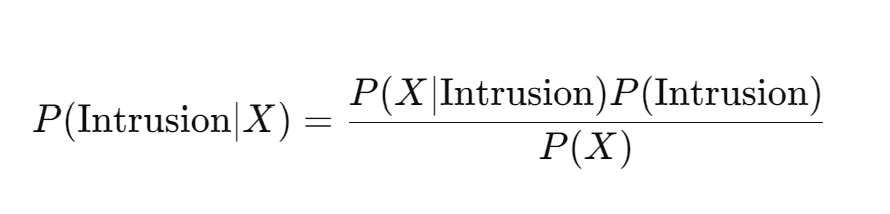 P(Intrusion|X) = P(X|Intrusion)P(Intrusion) / P(X)